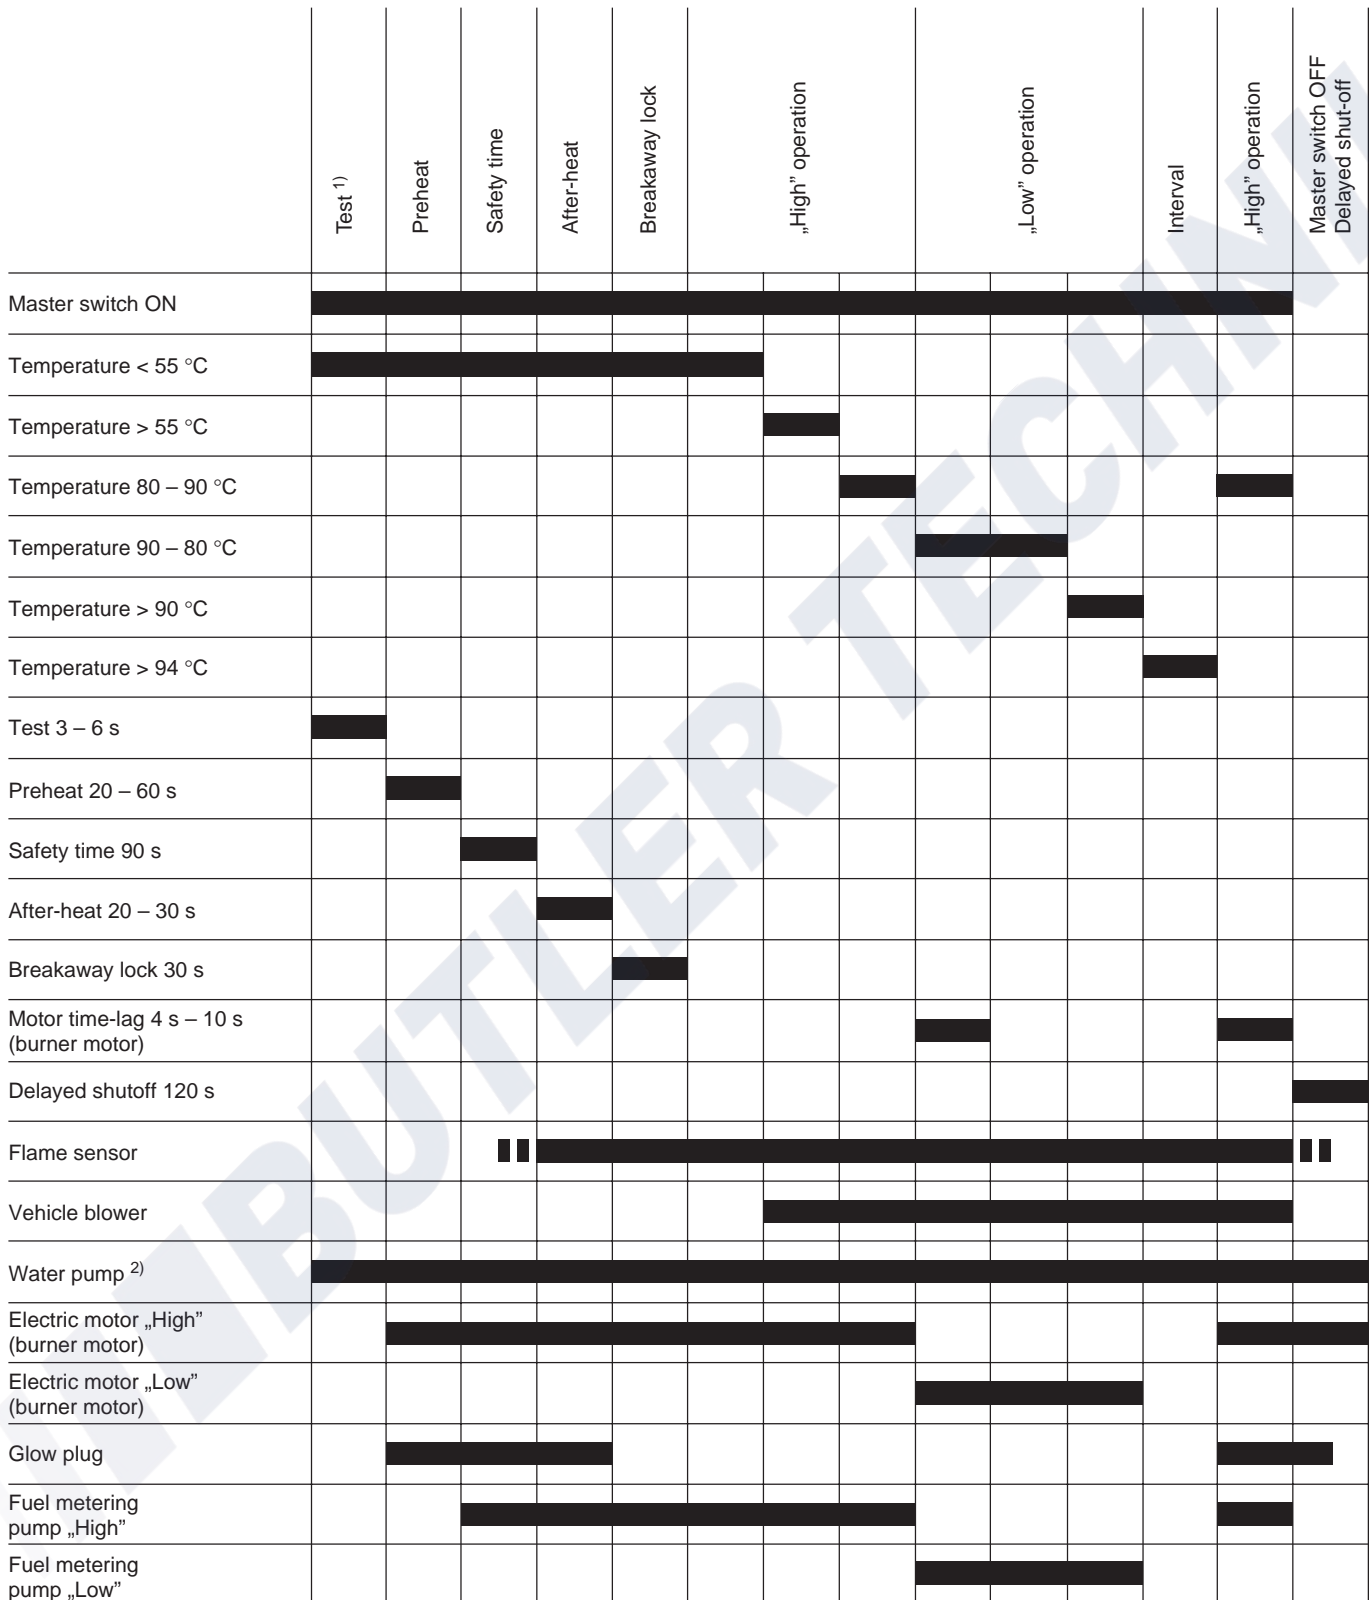 Test 1)
Preheat
Safety time
After-heat
Breakaway lock
„High” operation
„Low” operation
Interval
„High” operation
Master switch OFF
Delayed shut-off
Master switch ON
Temperature < 55 °C
Temperature > 55 °C
Temperature 80 – 90 °C
Temperature 90 – 80 °C
Temperature > 90 °C
Temperature > 94 °C
Test 3 – 6 s
Preheat 20 – 60 s
Safety time 90 s
After-heat 20 – 30 s
Breakaway lock 30 s
Motor time-lag 4 s – 10 s
(burner motor)
Delayed shutoff 120 s
Flame sensor
Vehicle blower
Water pump 2)
Electric motor „High”
(burner motor)
Electric motor „Low”
(burner motor)
Glow plug
Fuel metering
pump „High”
Fuel metering
pump „Low”
BUTLER TECHNI